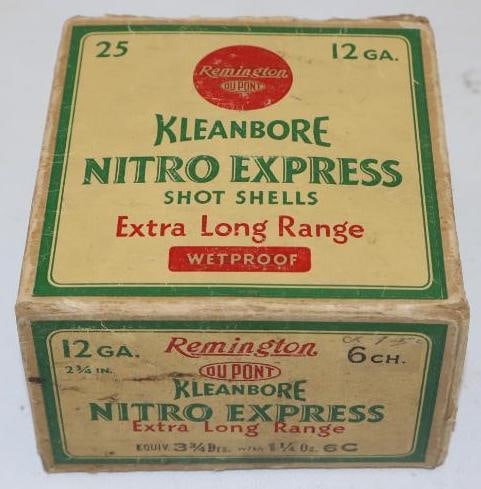 25
12 GA.
Remington
DU PONT
KLEANBORE
NITRO EXPRESS
SHOT SHELLS
Extra Long Range
WETPROOF
12 GA.
2¾ IN.
Remington
DU PONT
6 CH.
KLEANBORE
NITRO EXPRESS
Extra Long Range
EQUIV. 3¾ DRS. WITH 1¼ OZ. 6C